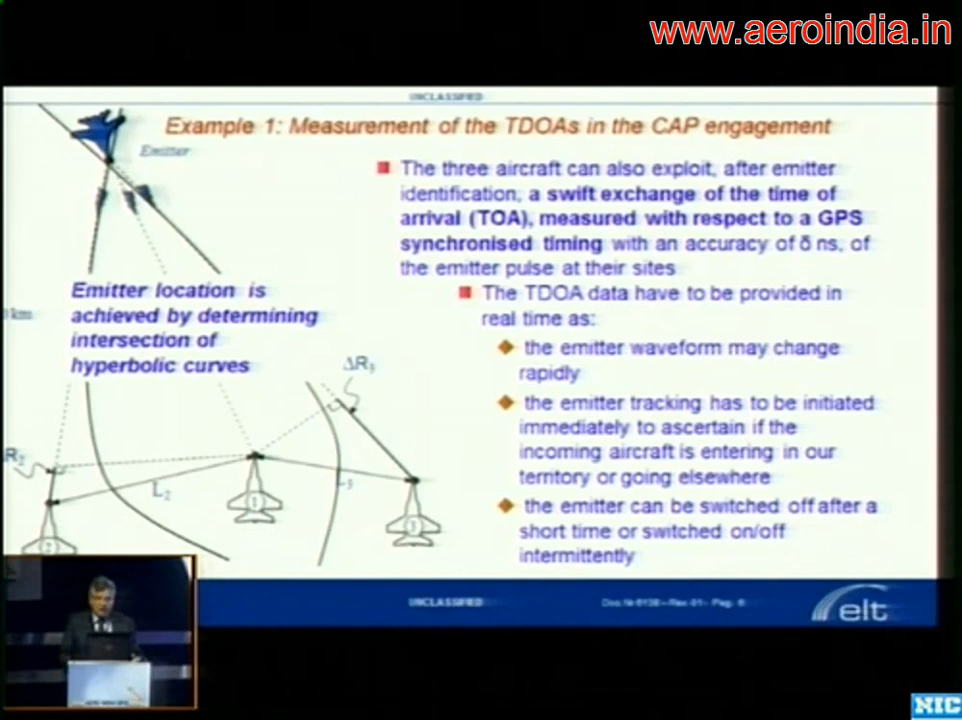 www.aeroindia.in
UNCLASSIFIED
Example 1: Measurement of the TDOAs in the CAP engagement
Emitter
The three aircraft can also exploit, after emitter
identification, a swift exchange of the time of
arrival (TOA), measured with respect to a GPS
synchronised timing with an accuracy of δ ns, of
the emitter pulse at their sites
The TDOA data have to be provided in
real time as:
the emitter waveform may change
rapidly
the emitter tracking has to be initiated
immediately to ascertain if the
incoming aircraft is entering in our
territory or going elsewhere
the emitter can be switched off after a
short time or switched on/off
intermittently
Emitter location is
achieved by determining
intersection of
hyperbolic curves
km
ΔR3
R2
L2
L3
1
2
3
UNCLASSIFIED
elt
NIC